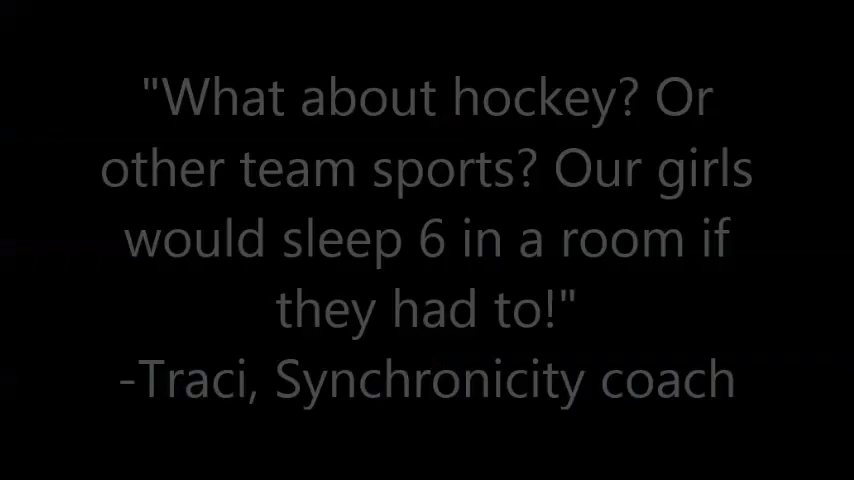 "What about hockey? Or
other team sports? Our girls
would sleep 6 in a room if
they had to!"
-Traci, Synchronicity coach